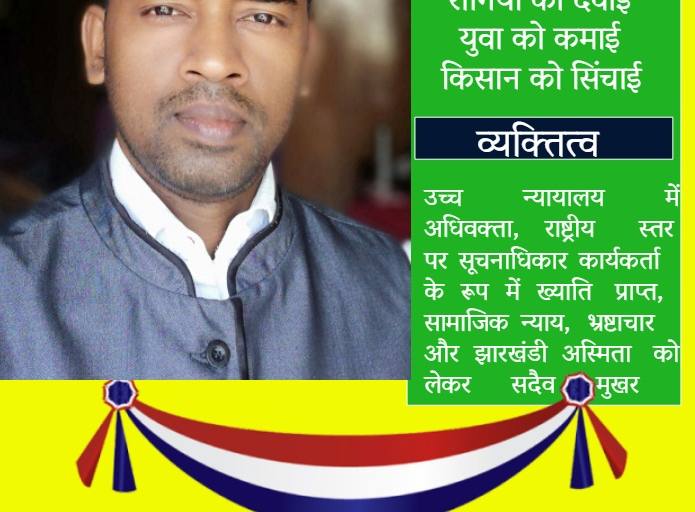 रोगियों को दवाई
युवा को कमाई
किसान को सिंचाई
व्यक्तित्व
उच्च न्यायालय में
अधिवक्ता, राष्ट्रीय स्तर
पर सूचनाधिकार कार्यकर्ता
के रूप में ख्याति प्राप्त,
सामाजिक न्याय, भ्रष्टाचार
और झारखंडी अस्मिता को
लेकर सदैव मुखर